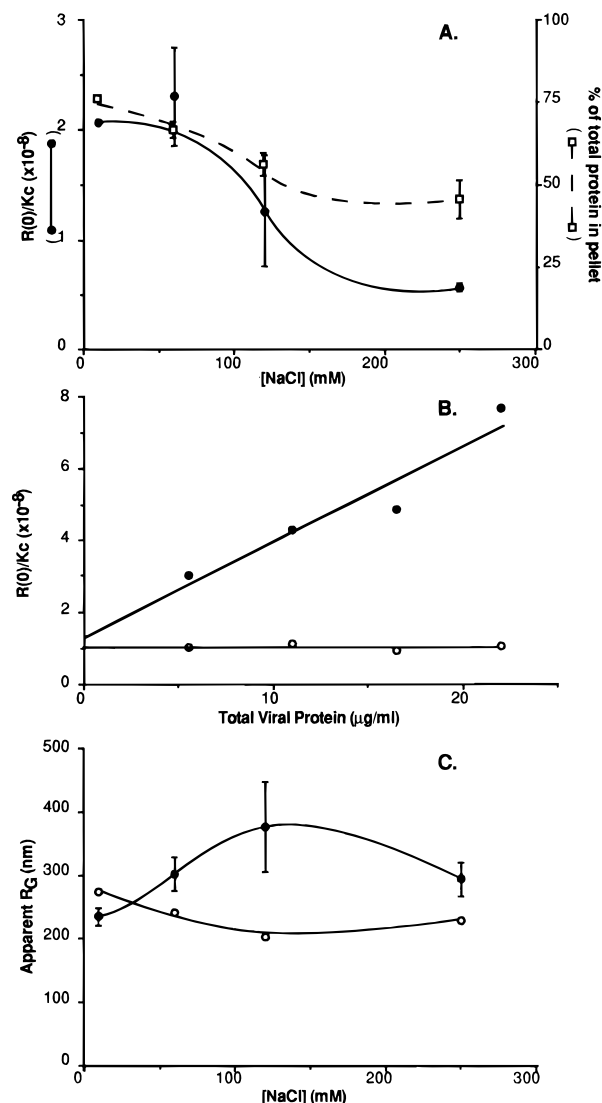 A.
3
2
1
0
R(0)/Kc (x10⁻⁸)
( )
100
75
50
25
0
% of total protein in pellet
( )
0 100 200 300
[NaCl] (mM)
B.
8
6
4
2
0
R(0)/Kc (x10⁻⁸)
0 10 20
Total Viral Protein (μg/ml)
C.
500
400
300
200
100
0
Apparent R_G (nm)
0 100 200 300
[NaCl] (mM)